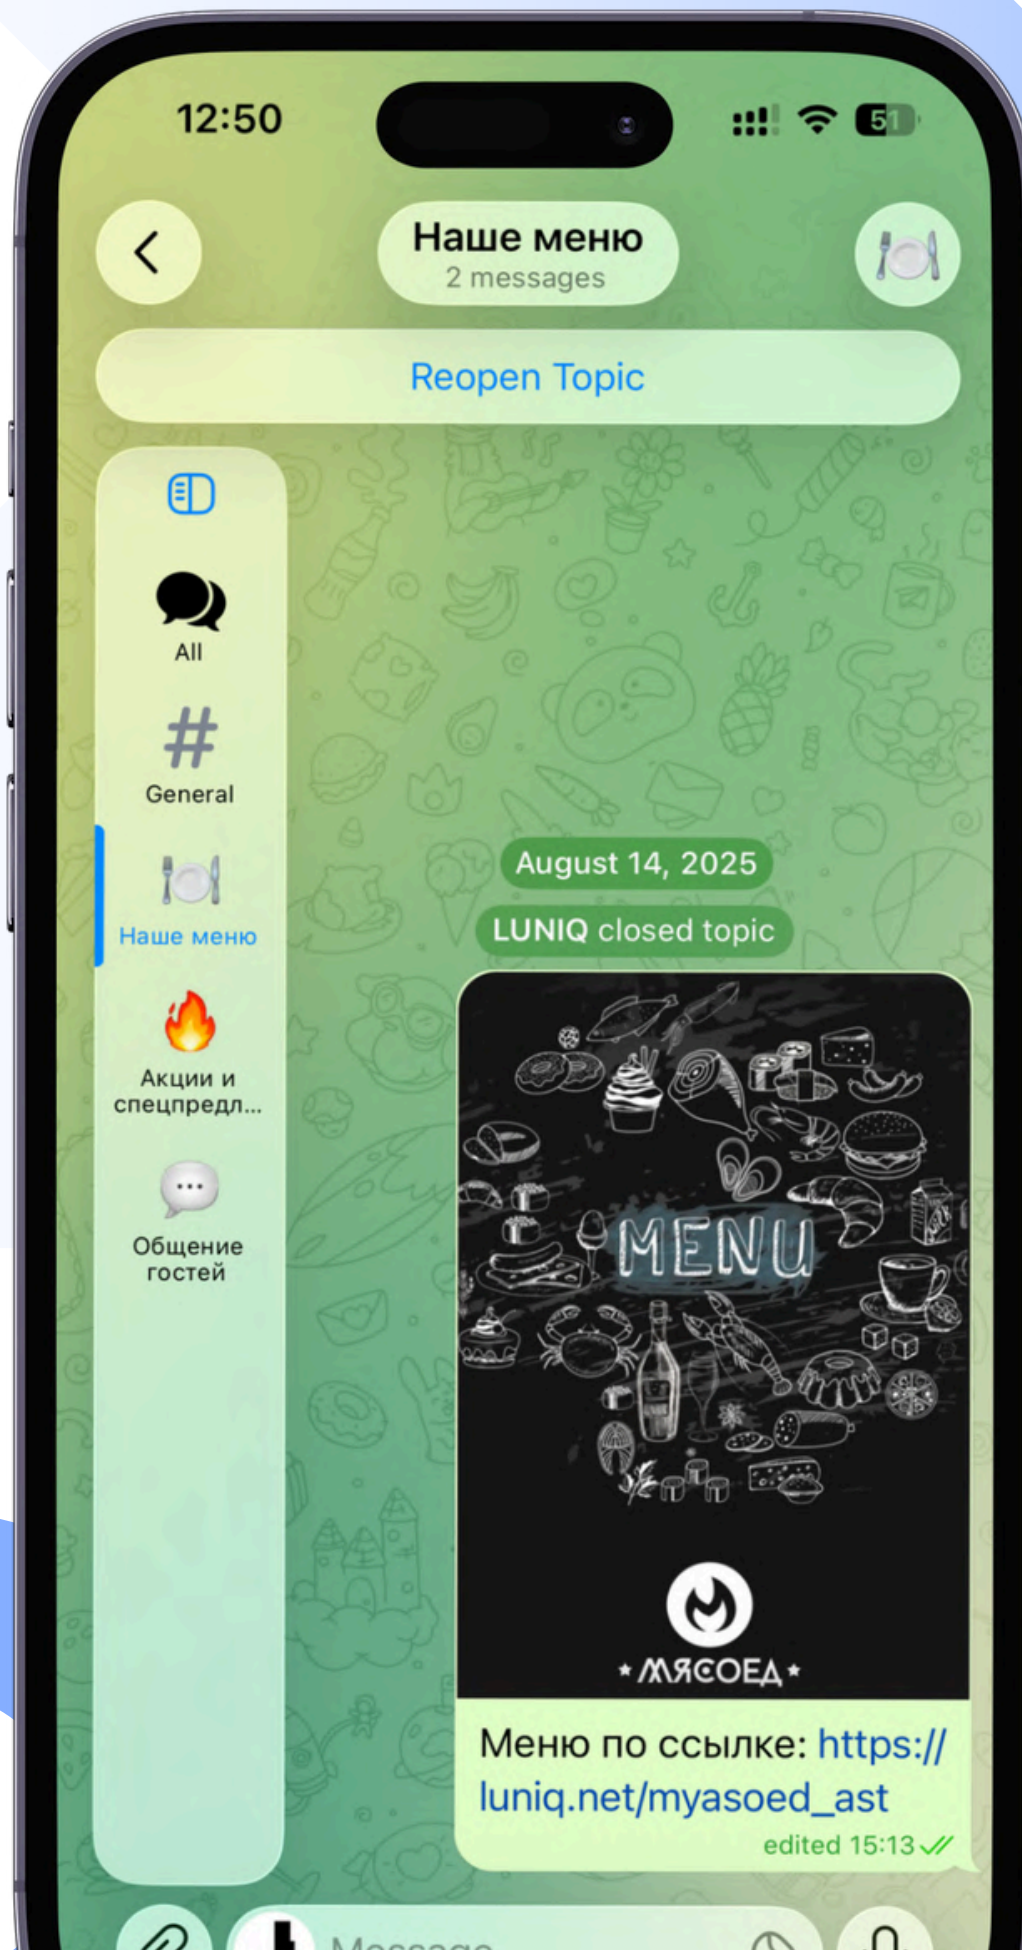 12:50
51
Наше меню
2 messages
Reopen Topic
All
General
Наше меню
Акции и
спецпредл...
Общение
гостей
August 14, 2025
LUNIQ closed topic
MENU
МЯСОЕД
Меню по ссылке: https://
luniq.net/myasoed_ast
edited 15:13
Message